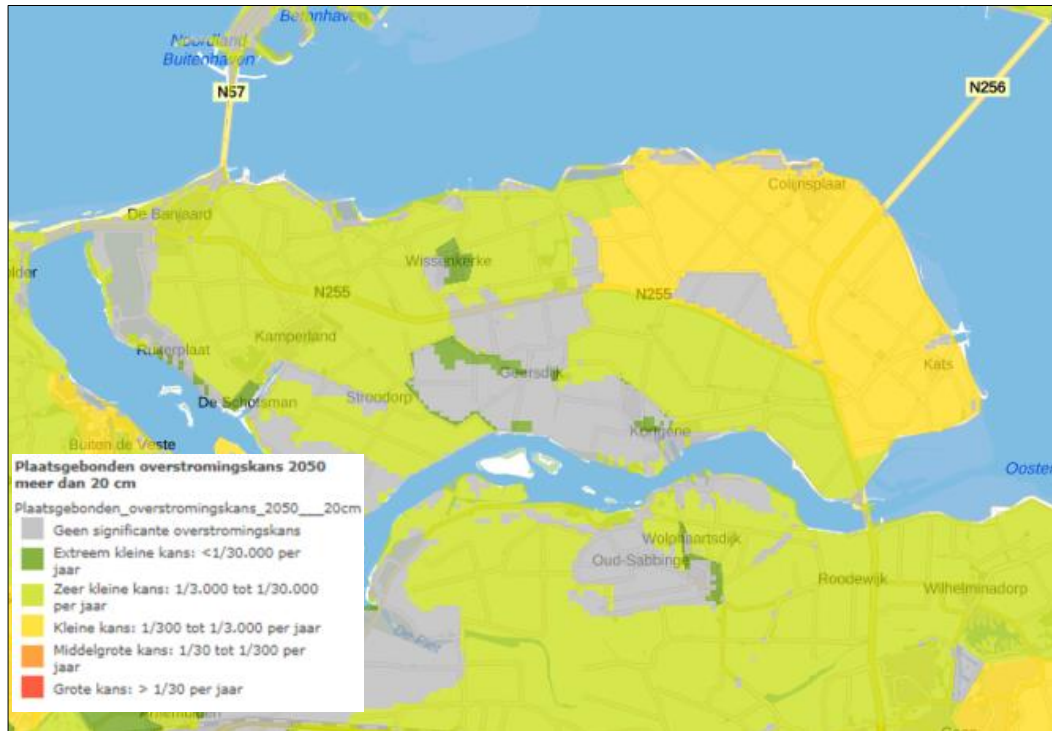 Betonhaven
Noordland
Buitenhaven
N57
N256
Colijnsplaat
De Banjaard
Wissenkerke
N255
N255
Kamperland
Ruiterplaat
Geersdijk
Kats
De Schotsman
Stroodorp
Kortgene
Buiten de Veste
Wolphaartsdijk
Oud-Sabbinge
Roodewijk
Wilhelminadorp
De Piet
Plaatsgebonden overstromingskans 2050
meer dan 20 cm
Plaatsgebonden_overstromingskans_2050___20cm
Geen significante overstromingskans
Extreem kleine kans: <1/30.000 per
jaar
Zeer kleine kans: 1/3.000 tot 1/30.000
per jaar
Kleine kans: 1/300 tot 1/3.000 per jaar
Middelgrote kans: 1/30 tot 1/300 per
jaar
Grote kans: > 1/30 per jaar